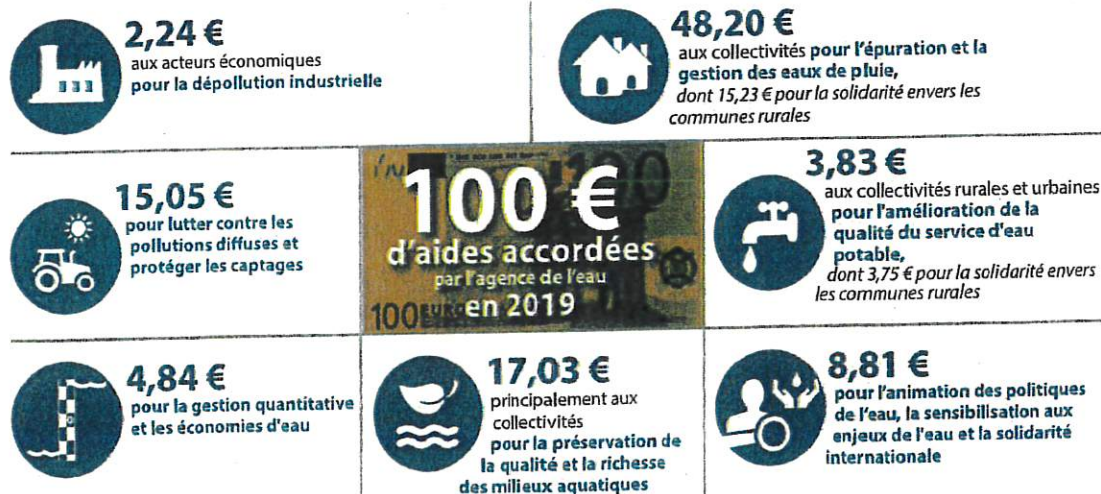 2,24 €
aux acteurs économiques
pour la dépollution industrielle
48,20 €
aux collectivités pour l'épuration et la
gestion des eaux de pluie,
dont 15,23 € pour la solidarité envers les
communes rurales
15,05 €
pour lutter contre les
pollutions diffuses et
protéger les captages
100 €
d'aides accordées
par l'agence de l'eau
en 2019
100
100
3,83 €
aux collectivités rurales et urbaines
pour l'amélioration de la
qualité du service d'eau
potable,
dont 3,75 € pour la solidarité envers
les communes rurales
4,84 €
pour la gestion quantitative
et les économies d'eau
17,03 €
principalement aux
collectivités
pour la préservation de
la qualité et la richesse
des milieux aquatiques
8,81 €
pour l'animation des politiques
de l'eau, la sensibilisation aux
enjeux de l'eau et la solidarité
internationale